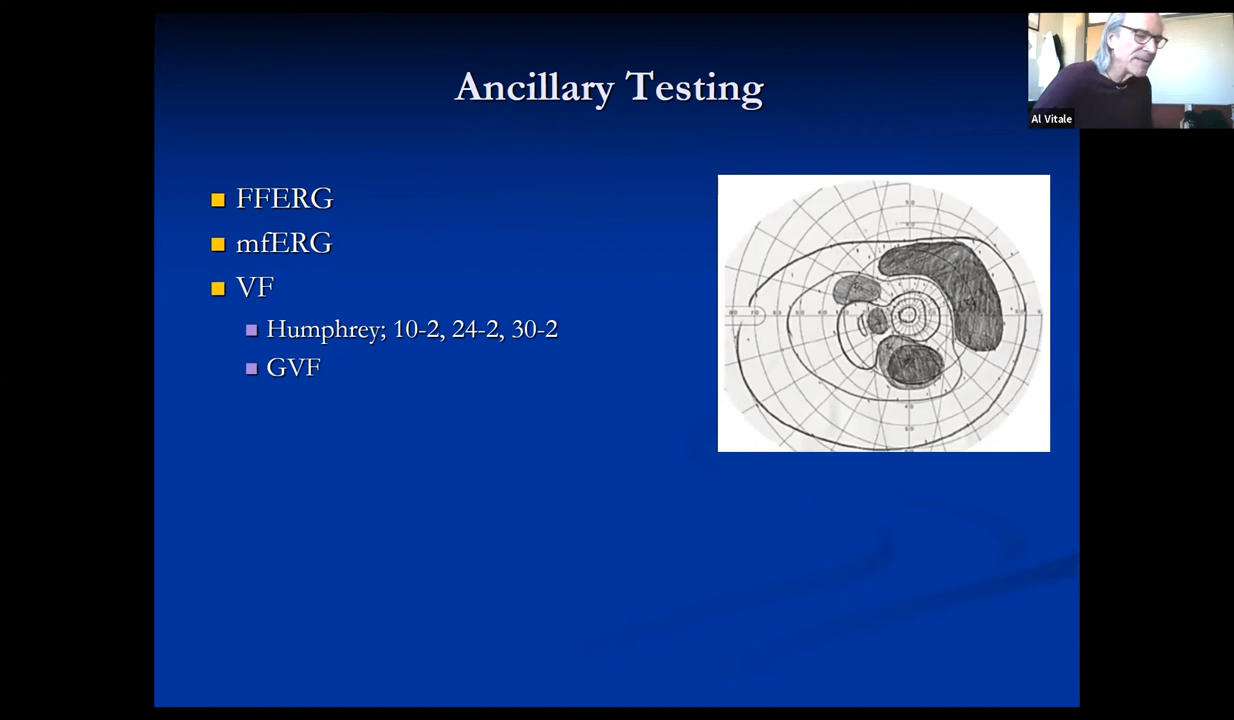 Ancillary Testing
Al Vitale
FFERG
mfERG
VF
Humphrey; 10-2, 24-2, 30-2
GVF